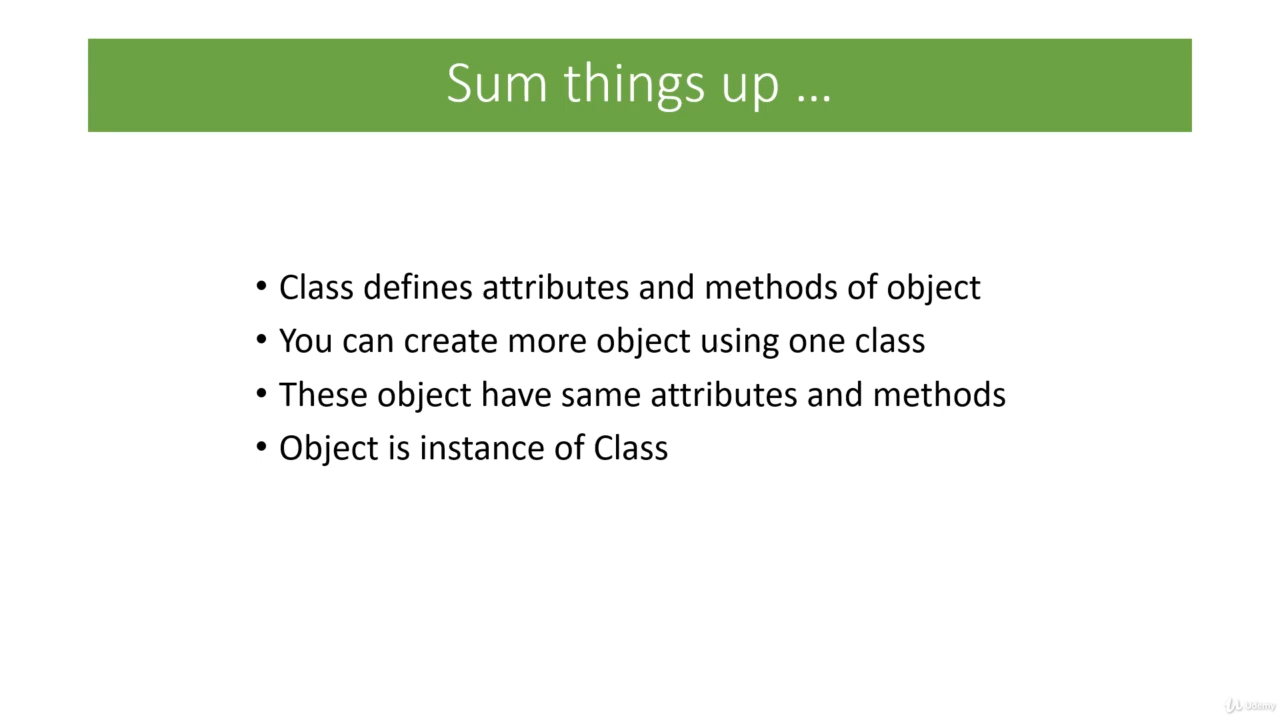 Sum things up ...
• Class defines attributes and methods of object
• You can create more object using one class
• These object have same attributes and methods
• Object is instance of Class
Udemy